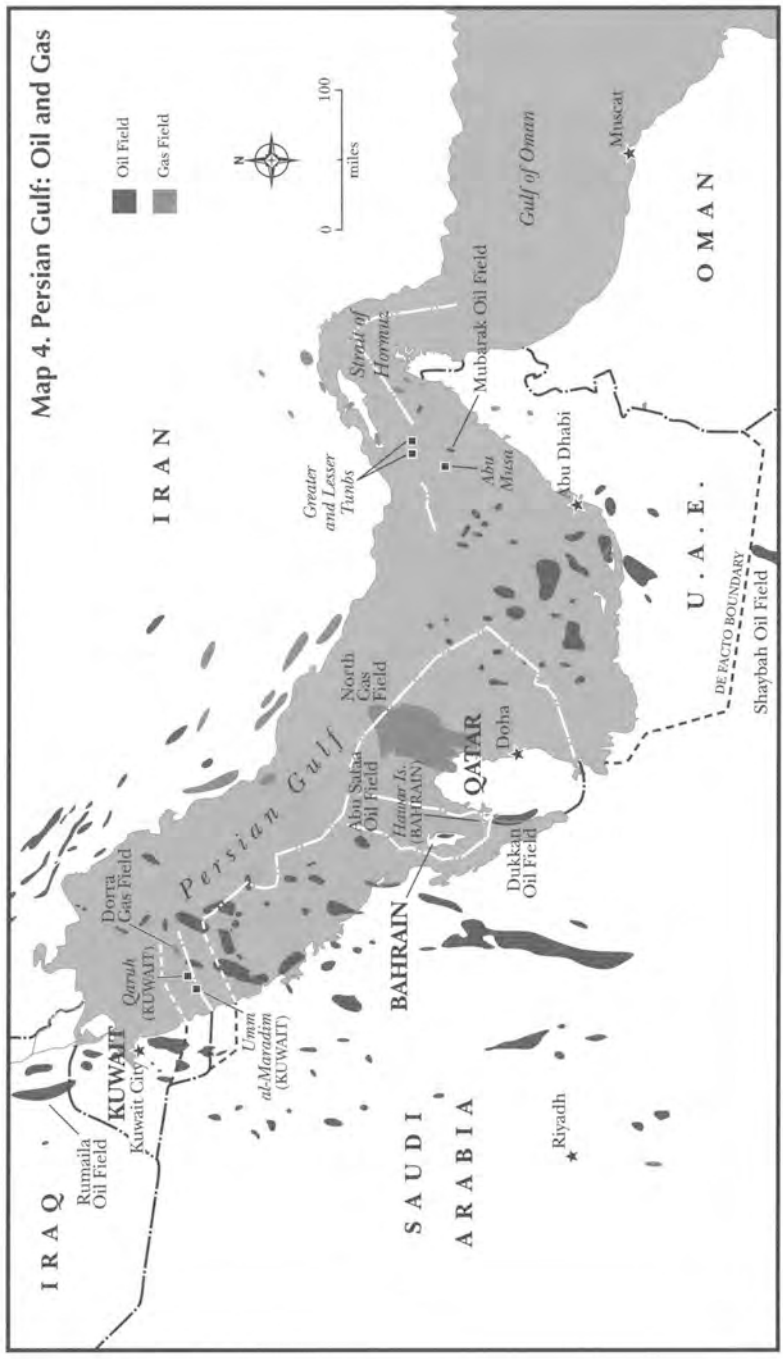 Map 4. Persian Gulf: Oil and Gas
Oil Field
Gas Field
N
0
100
miles
IRAQ
Rumaila
Oil Field
KUWAIT
Kuwait City
Qaruh
(KUWAIT)
Dorra
Gas Field
Umm
al-Maradim
(KUWAIT)
Persian Gulf
IRAN
SAUDI
ARABIA
Riyadh
BAHRAIN
Abu Safaa
Oil Field
Hawar Is.
(BAHRAIN)
Dukkan
Oil Field
North
Gas
Field
QATAR
Doha
Greater
and Lesser
Tunbs
Strait of
Hormuz
Abu
Musa
Mubarak Oil Field
Abu Dhabi
U.A.E.
DE FACTO BOUNDARY
Shaybah Oil Field
Gulf of Oman
Muscat
OMAN